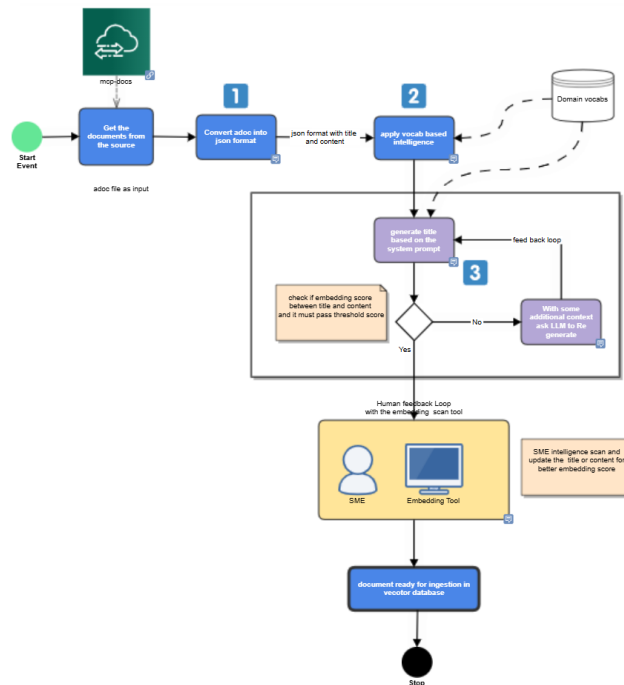 mcp-docs
1
2
Domain vocabs
Get the
documents from
the source
Convert adoc into
json format
json format with title
and content
apply vocab based
intelligence
Start
Event
adoc file as input
generate title
based on the
system prompt
feed back loop
3
check if embedding score
between title and content
and it must pass threshold score
No
With some
additional context
ask LLM to Re
generate
Yes
Human feedback Loop
with the embedding scan tool
SME
Embedding Tool
SME intelligence scan and
update the title or content for
better embedding score
document ready for ingestion in
vecotor database
Stop